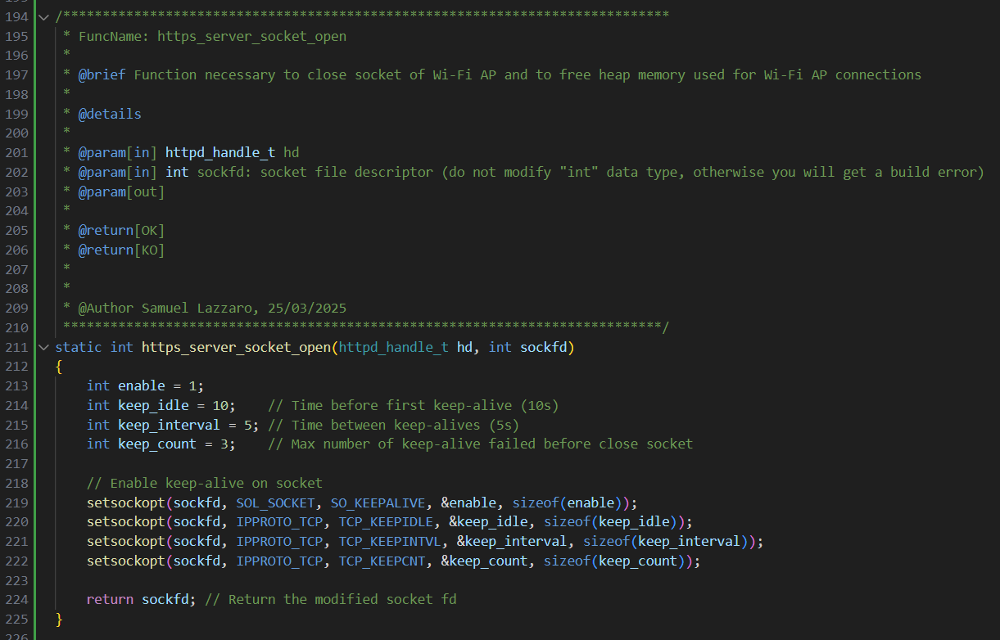 194 /*****************************************************************************
195 * FuncName: https_server_socket_open
196 *
197 * @brief Function necessary to close socket of Wi-Fi AP and to free heap memory used for Wi-Fi AP connections
198 *
199 * @details
200 *
201 * @param[in] httpd_handle_t hd
202 * @param[in] int sockfd: socket file descriptor (do not modify "int" data type, otherwise you will get a build error)
203 * @param[out]
204 *
205 * @return[OK]
206 * @return[KO]
207 *
208 *
209 * @Author Samuel Lazzaro, 25/03/2025
210 ****************************************************************************/
211 static int https_server_socket_open(httpd_handle_t hd, int sockfd)
212 {
213 int enable = 1;
214 int keep_idle = 10; // Time before first keep-alive (10s)
215 int keep_interval = 5; // Time between keep-alives (5s)
216 int keep_count = 3; // Max number of keep-alive failed before close socket
217
218 // Enable keep-alive on socket
219 setsockopt(sockfd, SOL_SOCKET, SO_KEEPALIVE, &enable, sizeof(enable));
220 setsockopt(sockfd, IPPROTO_TCP, TCP_KEEPIDLE, &keep_idle, sizeof(keep_idle));
221 setsockopt(sockfd, IPPROTO_TCP, TCP_KEEPINTVL, &keep_interval, sizeof(keep_interval));
222 setsockopt(sockfd, IPPROTO_TCP, TCP_KEEPCNT, &keep_count, sizeof(keep_count));
223
224 return sockfd; // Return the modified socket fd
225 }